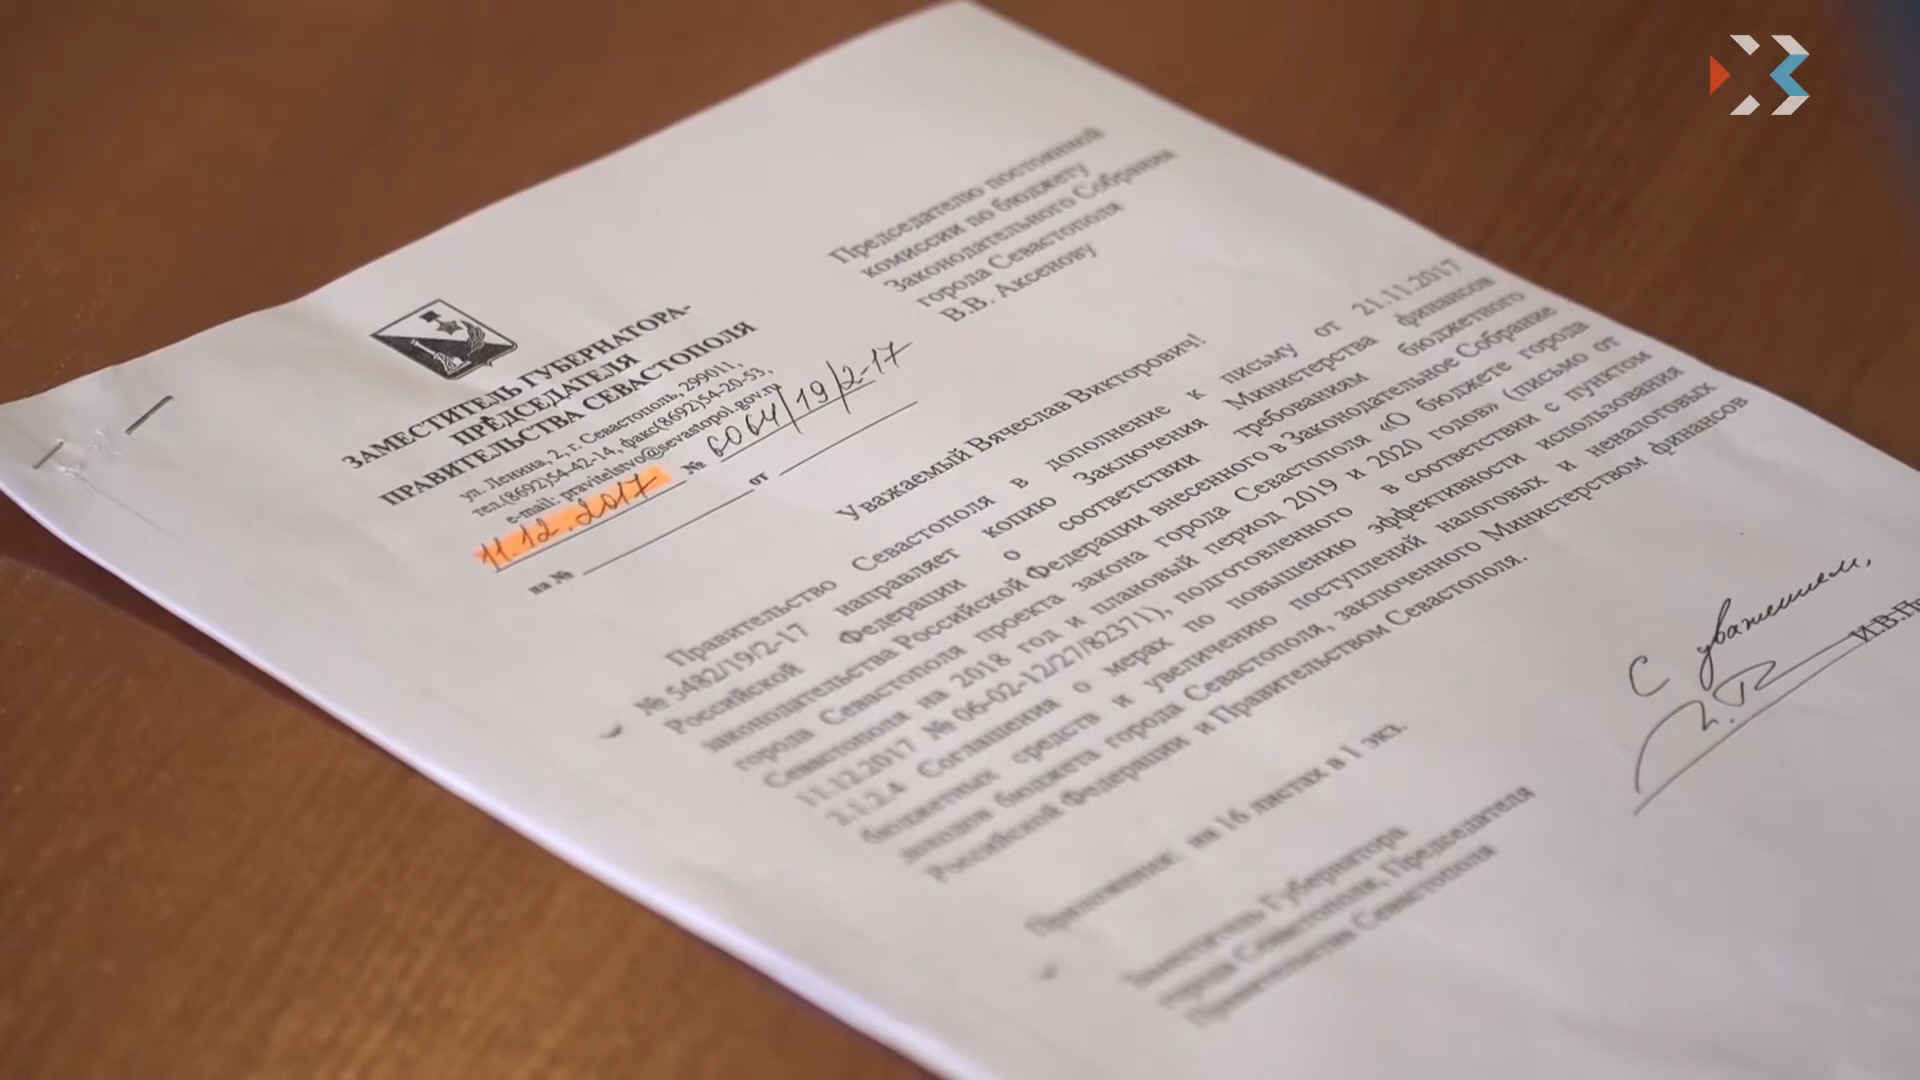 ЗАМЕСТИТЕЛЬ ГУБЕРНАТОРА-
ПРЕДСЕДАТЕЛЯ
ПРАВИТЕЛЬСТВА СЕВАСТОПОЛЯ
ул. Ленина, 2, г. Севастополь, 299011,
тел.(8692)54-42-14, факс(8692)54-20-53,
e-mail: pravitelstvo@sevastopol.gov.ru
11.12.2017 № 6064/19/2-17
на № от
Председателю постоянной
комиссии по бюджету
Законодательного Собрания
города Севастополя
В.В. Аксенову
Уважаемый Вячеслав Викторович!
Правительство Севастополя в дополнение к письму от 21.11.2017
№ 5482/19/2-17 направляет копию Заключения Министерства финансов
Российской Федерации о соответствии требованиям бюджетного
законодательства Российской Федерации внесенного в Законодательное Собрание
города Севастополя проекта закона города Севастополя «О бюджете города
Севастополя на 2018 год и плановый период 2019 и 2020 годов» (письмо от
11.12.2017 № 06-02-12/27/82371), подготовленного в соответствии с пунктом
2.1.2.4 Соглашения о мерах по повышению эффективности использования
бюджетных средств и увеличению поступлений налоговых и неналоговых
доходов бюджета города Севастополя, заключенного Министерством финансов
Российской Федерации и Правительством Севастополя.
Приложение: на 16 листах в 1 экз.
С уважением,
Заместитель Губернатора
города Севастополя, Председателя
Правительства Севастополя
И.В.